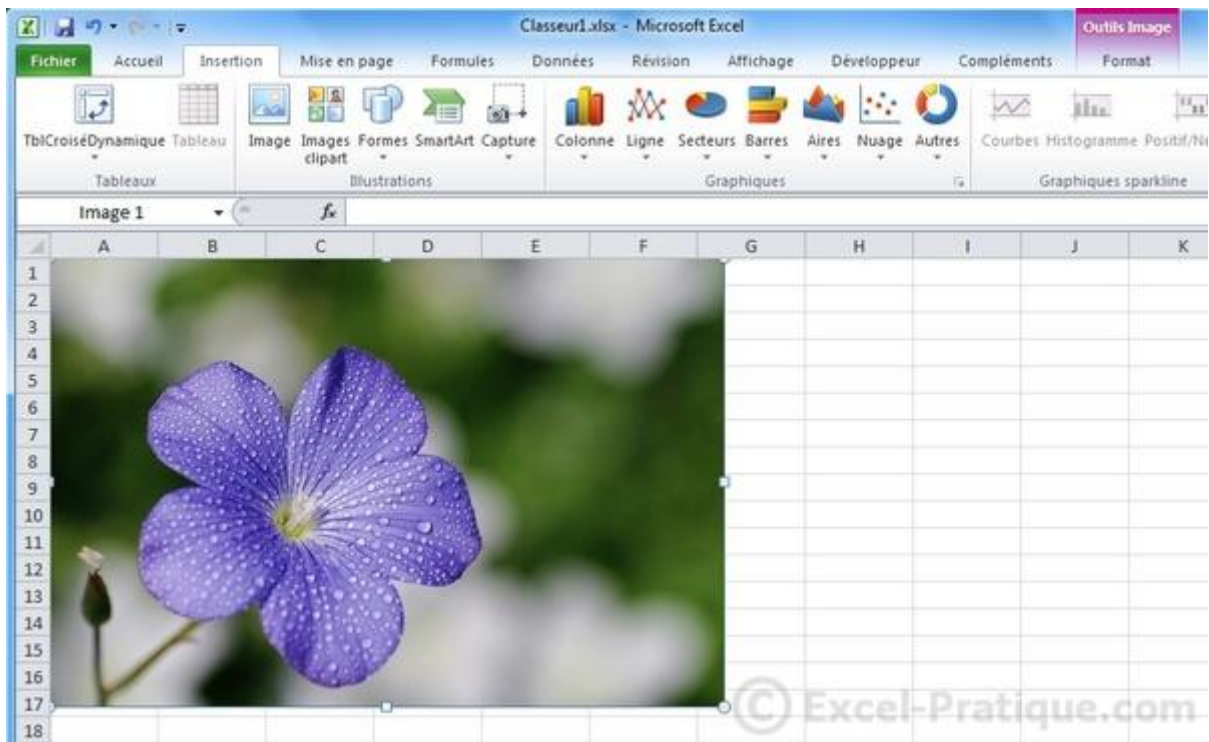 Classeur1.xlsx - Microsoft Excel
Outils Image
Fichier Accueil Insertion Mise en page Formules Données Révision Affichage Développeur Compléments Format
TblCroiséDynamique Tableau Image Images clipart Formes SmartArt Capture Colonne Ligne Secteurs Barres Aires Nuage Autres Courbes Histogramme Positif/Né
Tableaux Illustrations Graphiques Graphiques sparkline
Image 1 fx
A B C D E F G H I J K
1
2
3
4
5
6
7
8
9
10
11
12
13
14
15
16
17
© Excel-Pratique.com
18